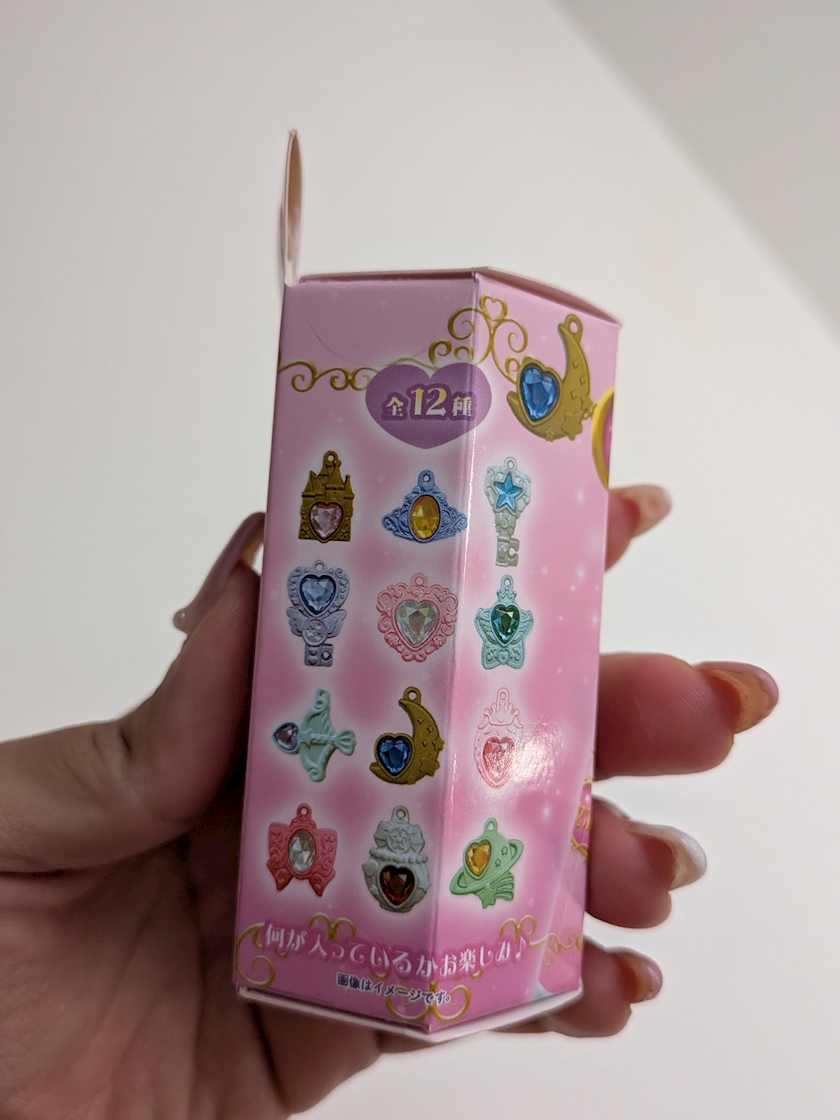 全12種
何が入っているかお楽しみ♪
画像はイメージです。